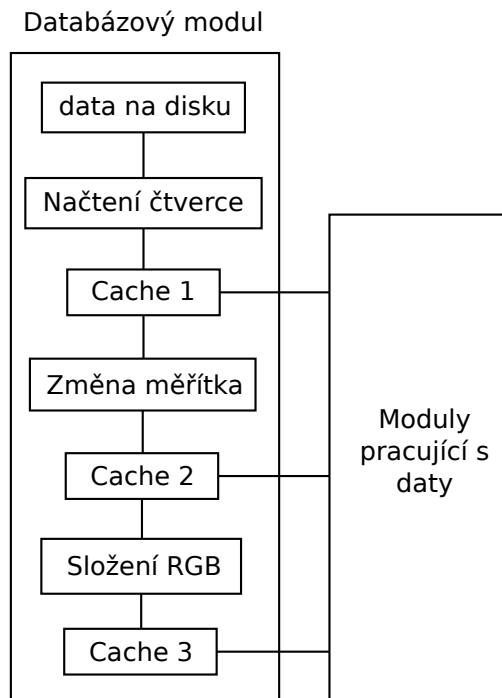 Databázový modul
data na disku
Načtení čtverce
Cache 1
Změna měřítka
Cache 2
Složení RGB
Cache 3
Moduly
pracující s
daty